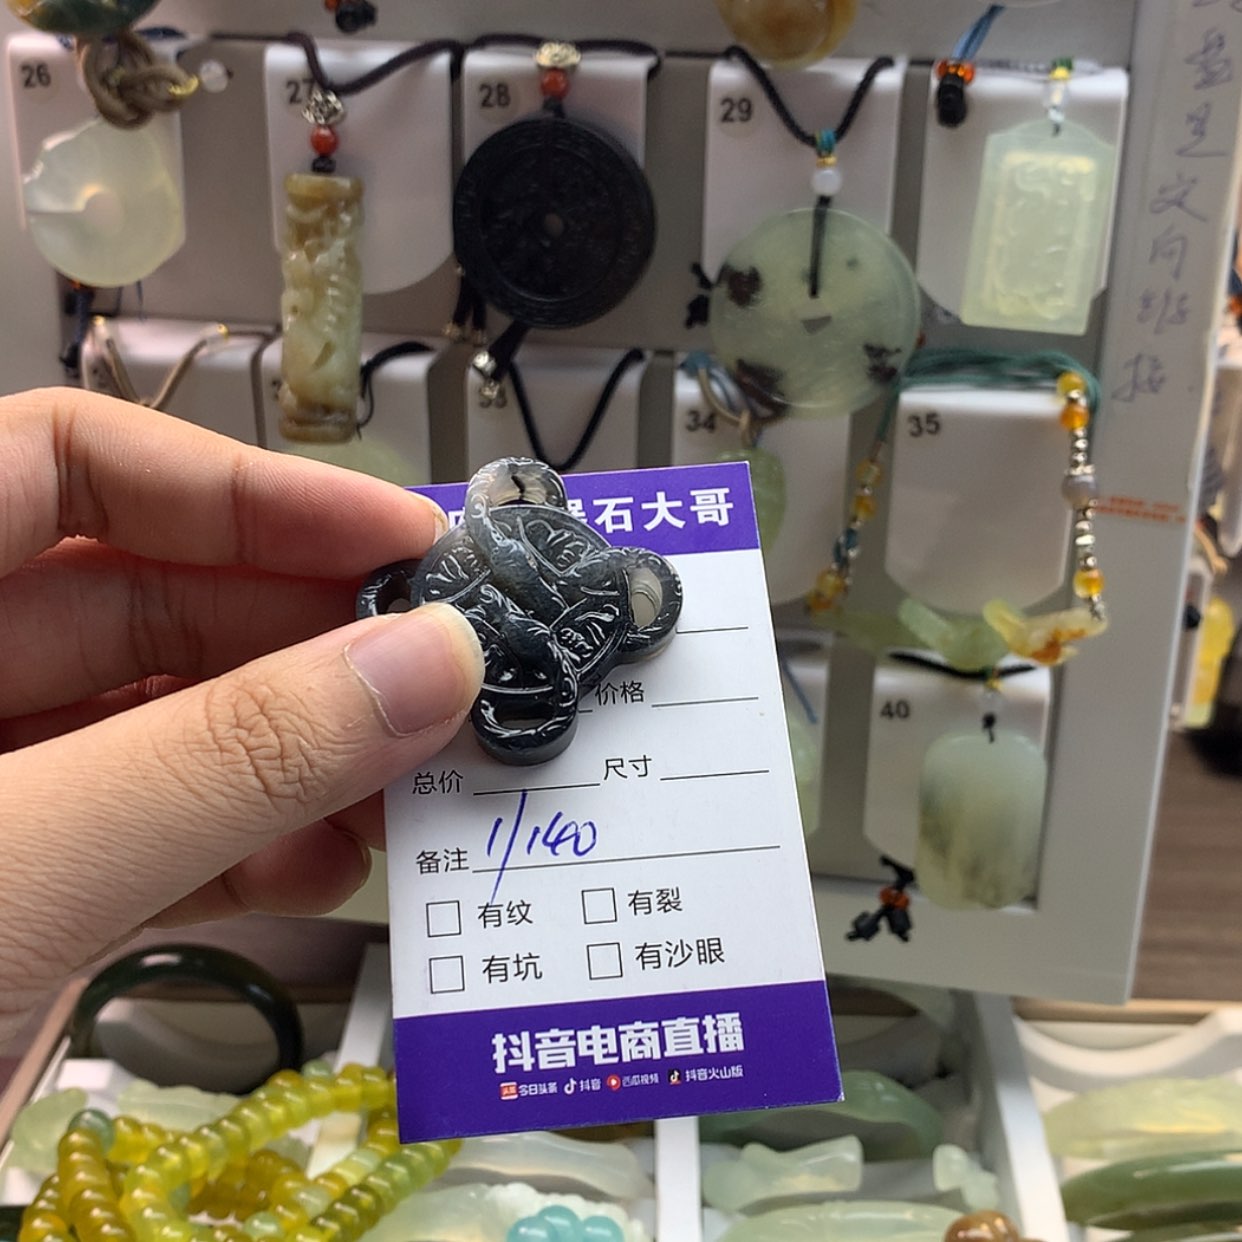 26
27
28
29
34
35
40
石大哥
价格
总价 尺寸
备注 1/140
有纹 有裂
有坑 有沙眼
抖音电商直播
今日头条 抖音 西瓜视频 抖音火山版